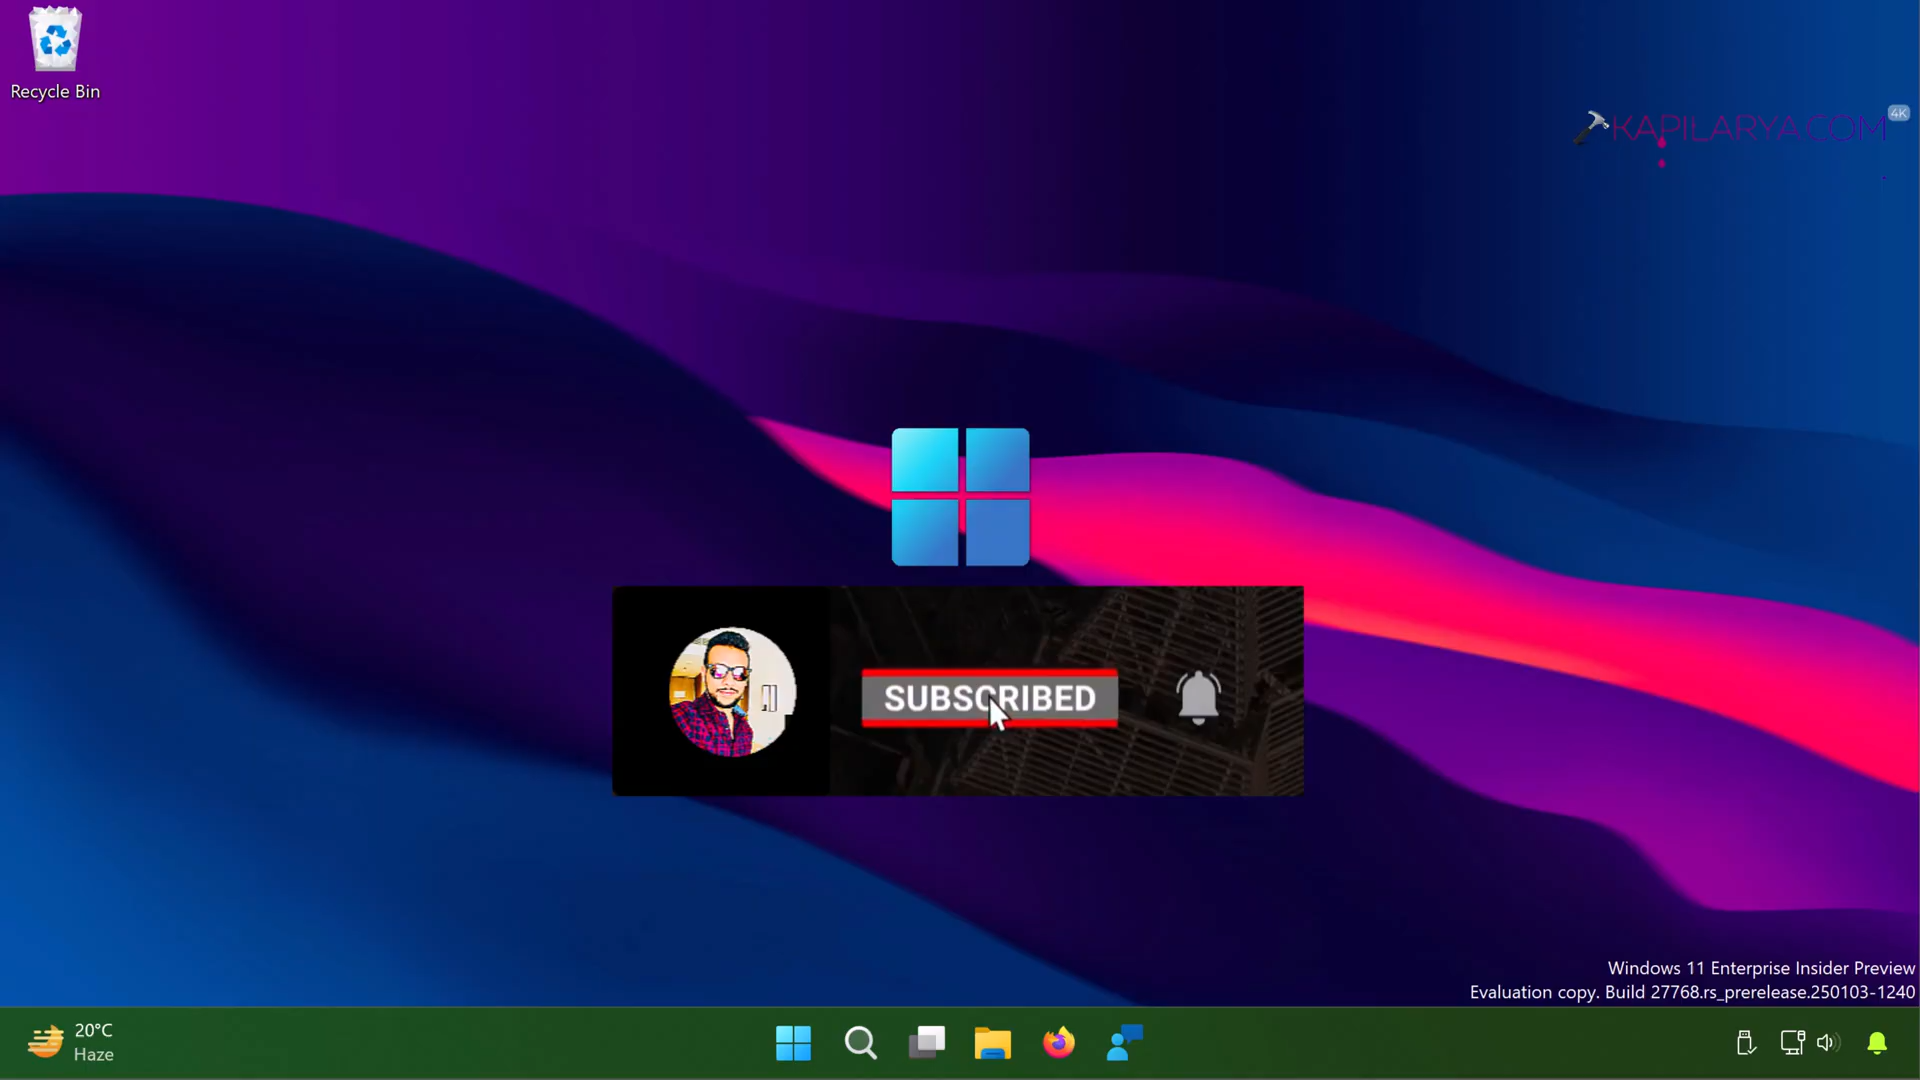 Recycle Bin
KAPILARYA.COM
4K
SUBSCRIBED
Windows 11 Enterprise Insider Preview
Evaluation copy. Build 27768.rs_prerelease.250103-1240
20°C
Haze